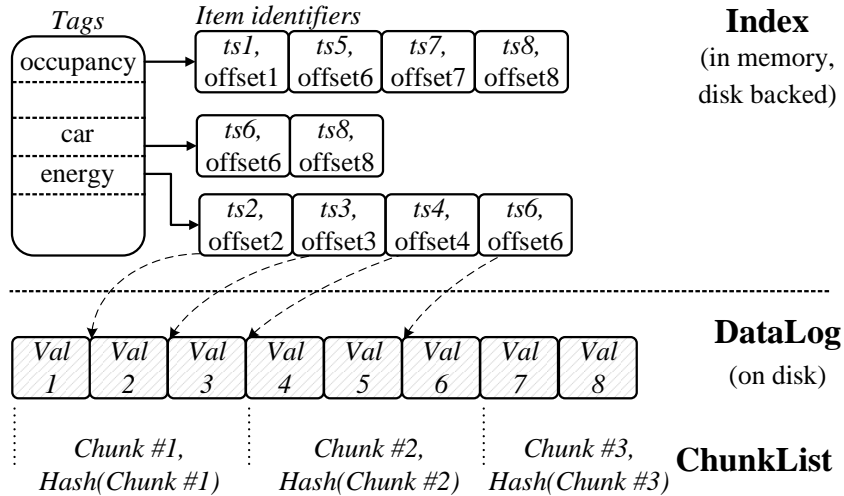 Tags
Item identifiers
Index
(in memory,
disk backed)
occupancy
ts1,
offset1
ts5,
offset6
ts7,
offset7
ts8,
offset8
car
ts6,
offset6
ts8,
offset8
energy
ts2,
offset2
ts3,
offset3
ts4,
offset4
ts6,
offset6
DataLog
(on disk)
Val
1
Val
2
Val
3
Val
4
Val
5
Val
6
Val
7
Val
8
Chunk #1,
Hash(Chunk #1)
Chunk #2,
Hash(Chunk #2)
Chunk #3,
Hash(Chunk #3)
ChunkList